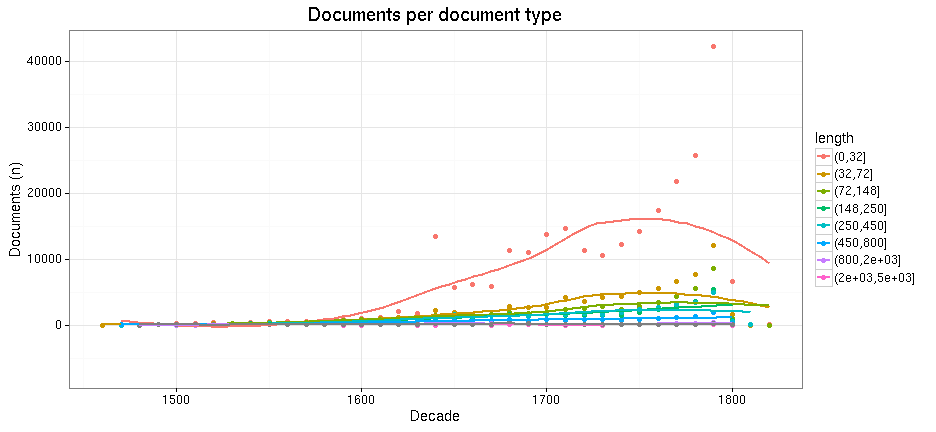 Documents per document type
Documents (n)
40000
30000
20000
10000
0
1500
1600
1700
1800
Decade
length
(0,32]
(32,72]
(72,148]
(148,250]
(250,450]
(450,800]
(800,2e+03]
(2e+03,5e+03]